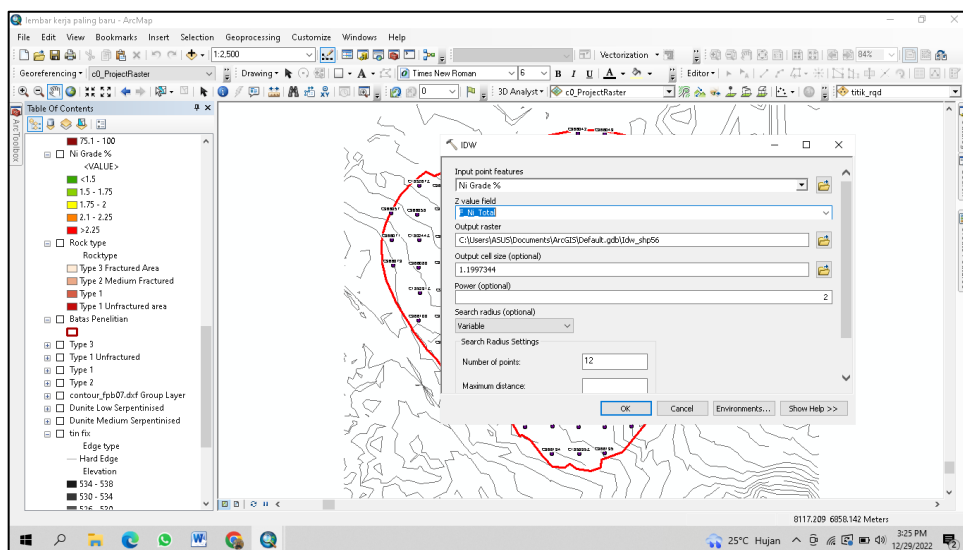 lembar kerja paling baru - ArcMap
File Edit View Bookmarks Insert Selection Geoprocessing Customize Windows Help
1:2,500 Vectorization 84%
Georeferencing c0_ProjectRaster Drawing A Times New Roman 6 B I U A Editor
0 3D Analyst c0_ProjectRaster titik_rqd
Table Of Contents
ArcToolbox
75.1 - 100
Ni Grade %
<VALUE>
<1.5
1.5 - 1.75
1.75 - 2
2.1 - 2.25
>2.25
Rock type
Rocktype
Type 3 Fractured Area
Type 2 Medium Fractured
Type 1
Type 1 Unfractured area
Batas Penelitian
Type 3
Type 1 Unfractured
Type 1
Type 2
contour_fpb07.dxf Group Layer
Dunite Low Serpentinised
Dunite Medium Serpentinised
tin fix
Edge type
Hard Edge
Elevation
534 - 538
530 - 534
526 - 530
IDW
Input point features
Ni Grade %
Z value field
F_Ni_Total
Output raster
C:\Users\ASUS\Documents\ArcGIS\Default.gdb\Idw_shp56
Output cell size (optional)
1.1997344
Power (optional)
2
Search radius (optional)
Variable
Search Radius Settings
Number of points: 12
Maximum distance:
OK Cancel Environments... Show Help >>
8117.209 6858.142 Meters
25°C Hujan 3:25 PM
12/29/2022 2